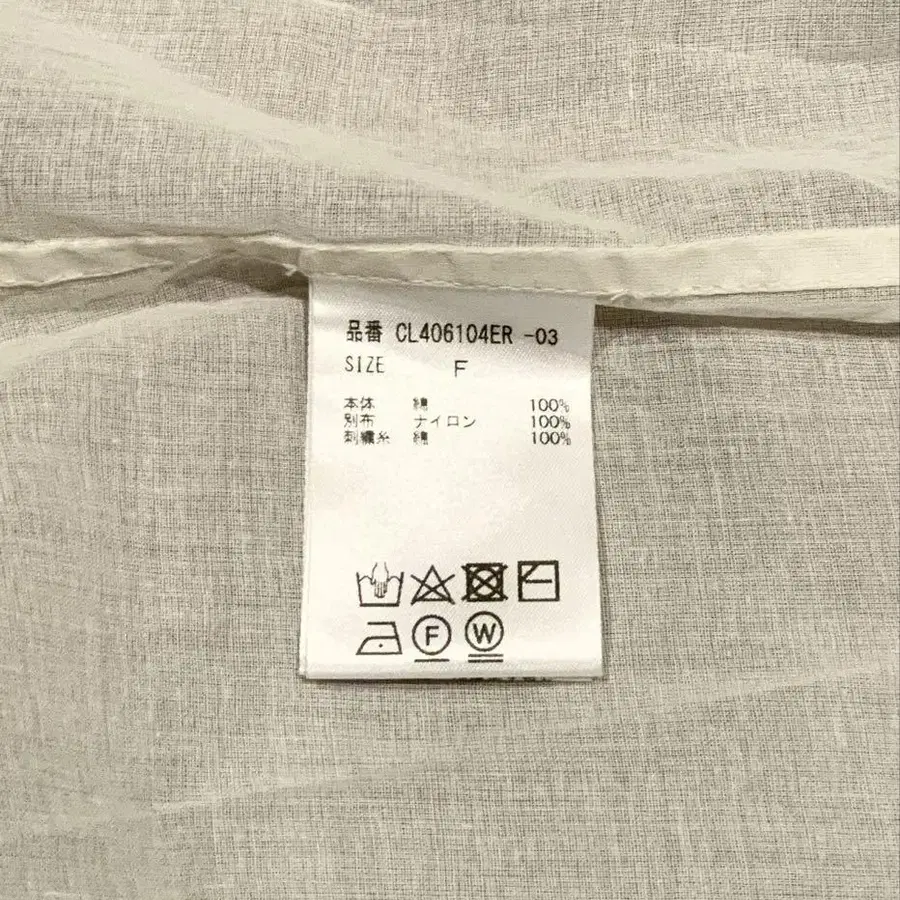 品番 CL406104ER -03
SIZE F
本体 綿 100%
別布 ナイロン 100%
刺繍糸 綿 100%
F W